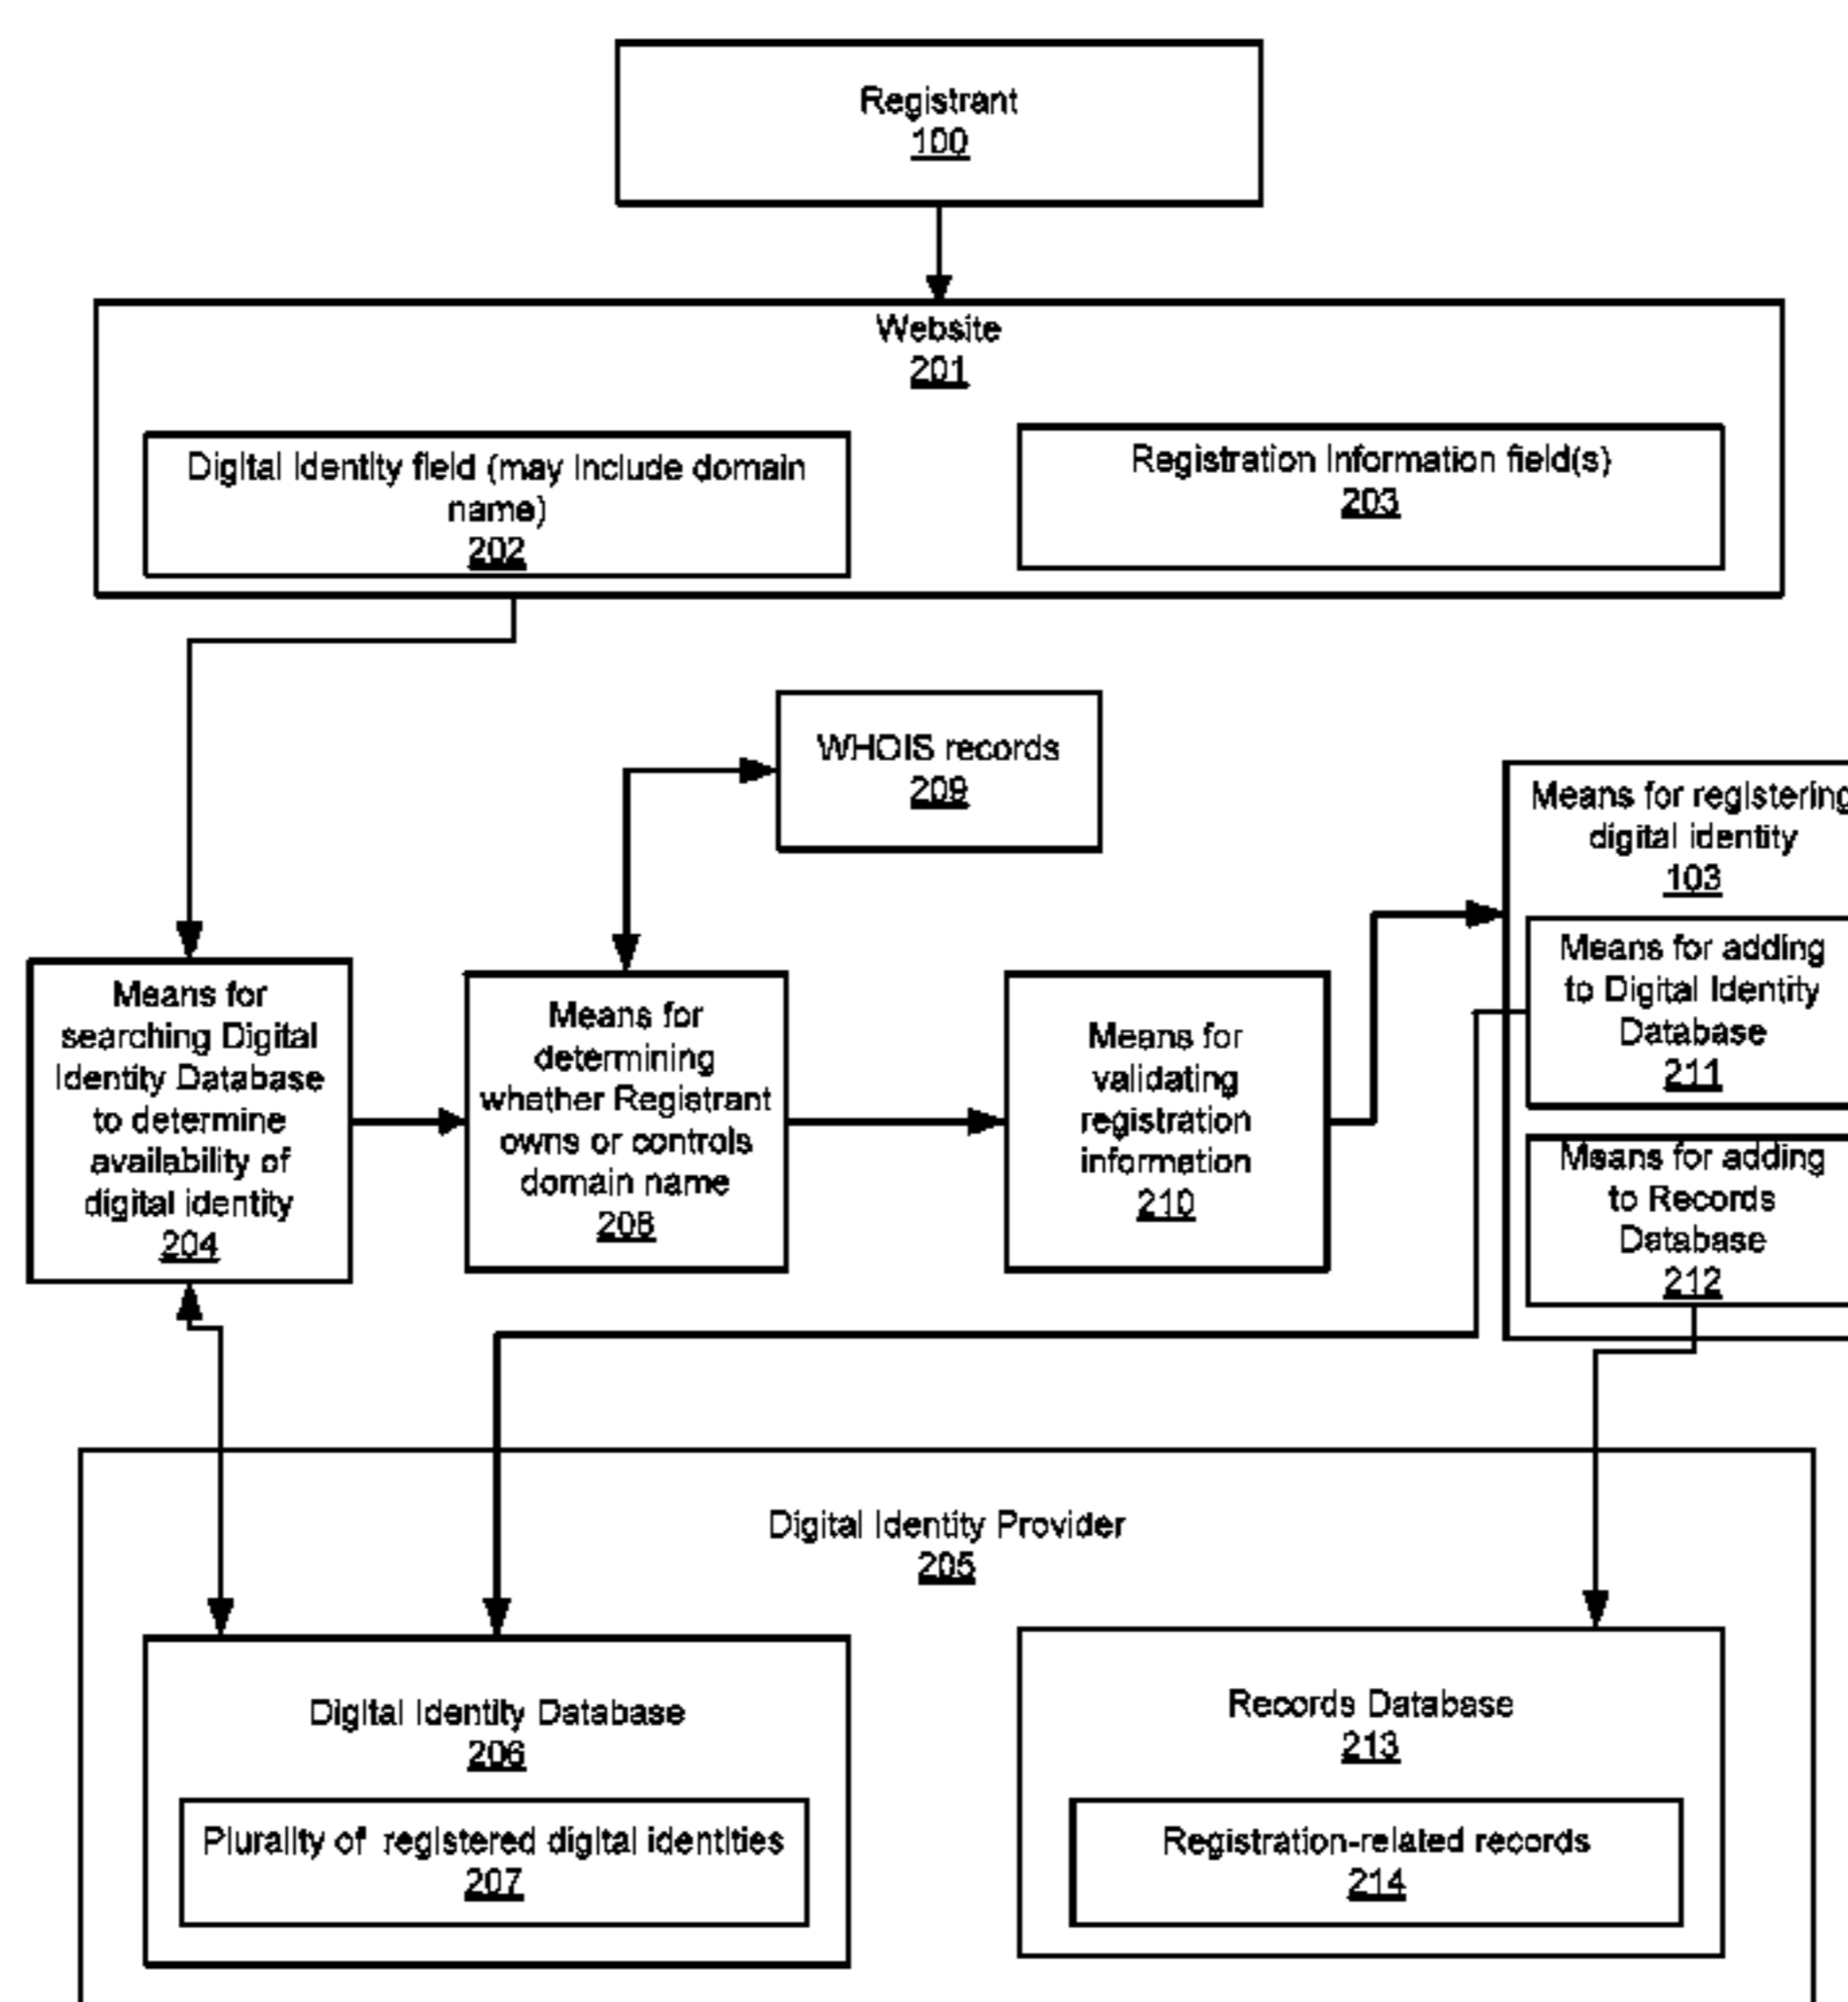 Registrant
100
Website
201
Digital Identity field (may include domain
name)
202
Registration Information field(s)
203
WHOIS records
209
Means for registering
digital identity
103
Means for adding
to Digital Identity
Database
211
Means for adding
to Records
Database
212
Means for
searching Digital
Identity Database
to determine
availability of
digital identity
204
Means for
determining
whether Registrant
owns or controls
domain name
208
Means for
validating
registration
information
210
Digital Identity Provider
205
Digital Identity Database
206
Plurality of registered digital identities
207
Records Database
213
Registration-related records
214